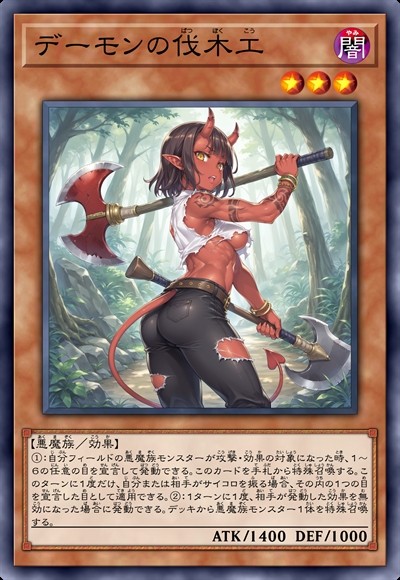 デーモンの伐木工
闇
【悪魔族／効果】
①:自分フィールドの悪魔族モンスターが攻撃・効果の対象になった時、1～
6の任意の目を宣言して発動できる。このカードを手札から特殊召喚する。こ
のターンに1度だけ、自分または相手がサイコロを振る場合、その内の1つの目
を宣言した目として適用できる。②:1ターンに1度、相手が発動した効果を無
効になった場合に発動できる。デッキから悪魔族モンスター1体を特殊召喚
する。
ATK/1400 DEF/1000